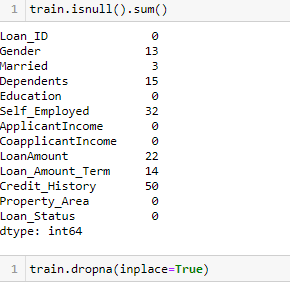 1 train.isnull().sum()
Loan_ID 0
Gender 13
Married 3
Dependents 15
Education 0
Self_Employed 32
ApplicantIncome 0
CoapplicantIncome 0
LoanAmount 22
Loan_Amount_Term 14
Credit_History 50
Property_Area 0
Loan_Status 0
dtype: int64
1 train.dropna(inplace=True)